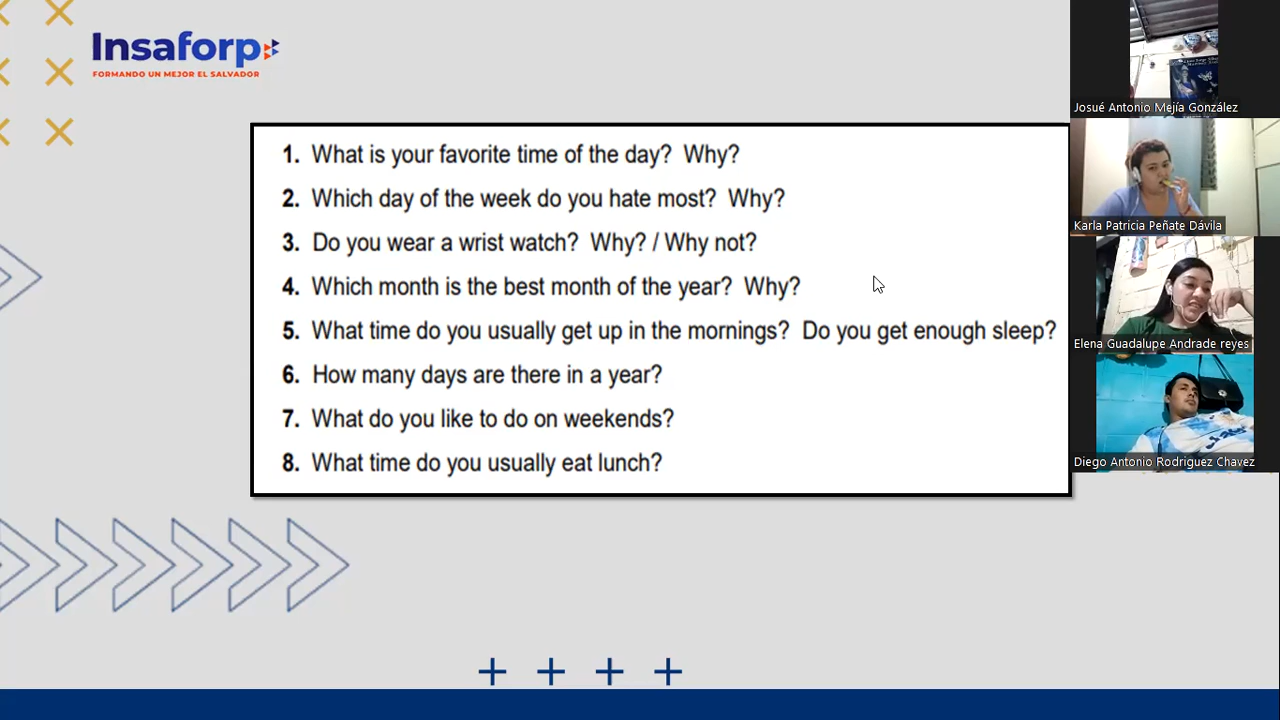 Insaforp
FORMANDO UN MEJOR EL SALVADOR
1. What is your favorite time of the day? Why?
2. Which day of the week do you hate most? Why?
3. Do you wear a wrist watch? Why? / Why not?
4. Which month is the best month of the year? Why?
5. What time do you usually get up in the mornings? Do you get enough sleep?
6. How many days are there in a year?
7. What do you like to do on weekends?
8. What time do you usually eat lunch?
Josué Antonio Mejía González
Karla Patricia Peñate Dávila
Elena Guadalupe Andrade reyes
Diego Antonio Rodriguez Chavez